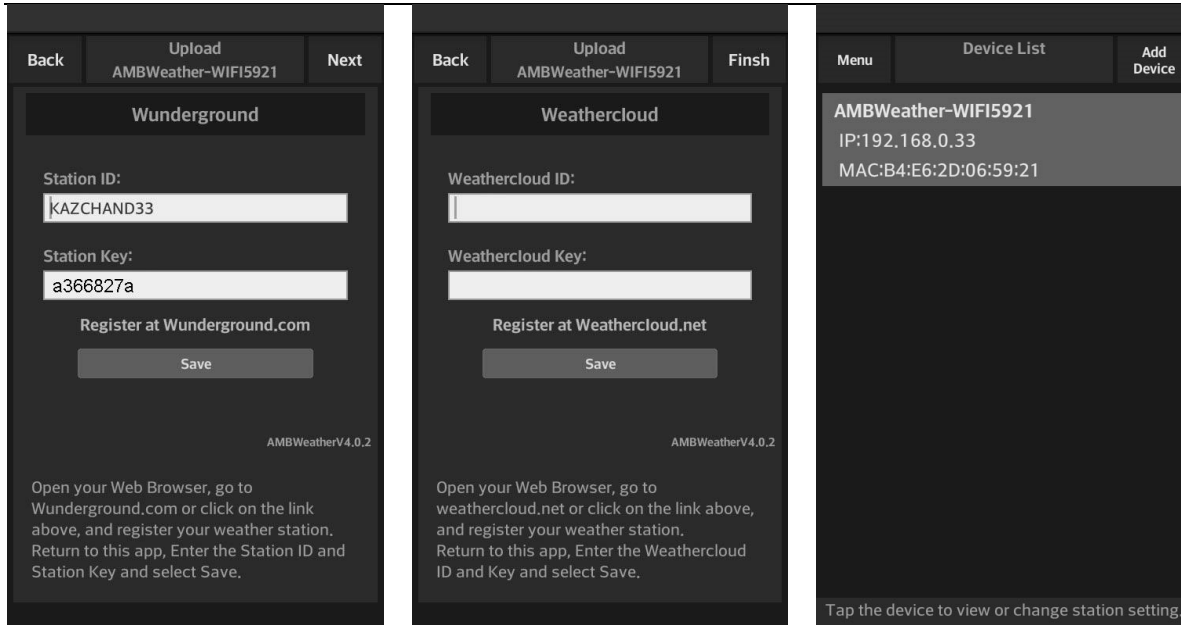 Back
Upload
AMBWeather-WIFI5921
Next
Wunderground
Station ID:
KAZCHAND33
Station Key:
a366827a
Register at Wunderground.com
Save
AMBWeatherV4.0.2
Open your Web Browser, go to
Wunderground.com or click on the link
above, and register your weather station.
Return to this app, Enter the Station ID and
Station Key and select Save.
Back
Upload
AMBWeather-WIFI5921
Finsh
Weathercloud
Weathercloud ID:
Weathercloud Key:
Register at Weathercloud.net
Save
AMBWeatherV4.0.2
Open your Web Browser, go to
weathercloud.net or click on the link above,
and register your weather station.
Return to this app, Enter the Weathercloud
ID and Key and select Save.
Menu
Device List
Add
Device
AMBWeather-WIFI5921
IP:192.168.0.33
MAC:B4:E6:2D:06:59:21
Tap the device to view or change station setting.